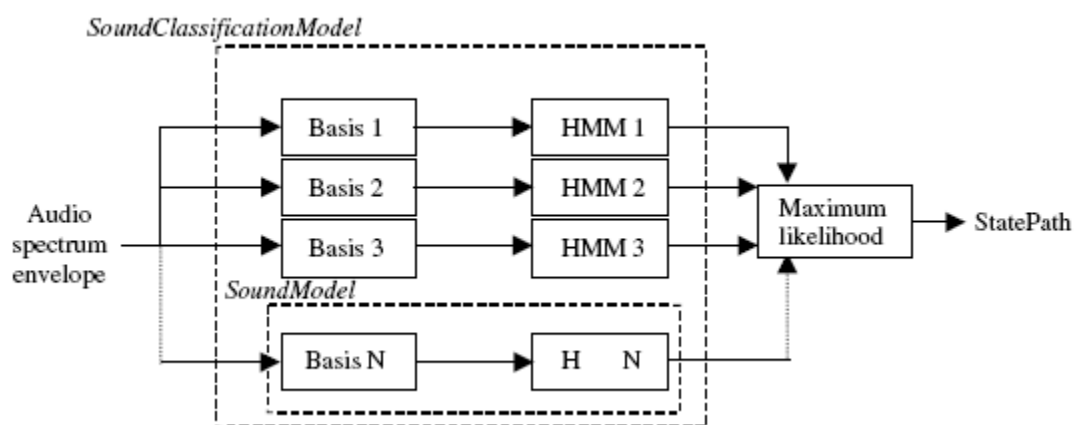 SoundClassificationModel
Basis 1
HMM 1
Basis 2
HMM 2
Basis 3
HMM 3
Audio
spectrum
envelope
Maximum
likelihood
StatePath
SoundModel
Basis N
H N